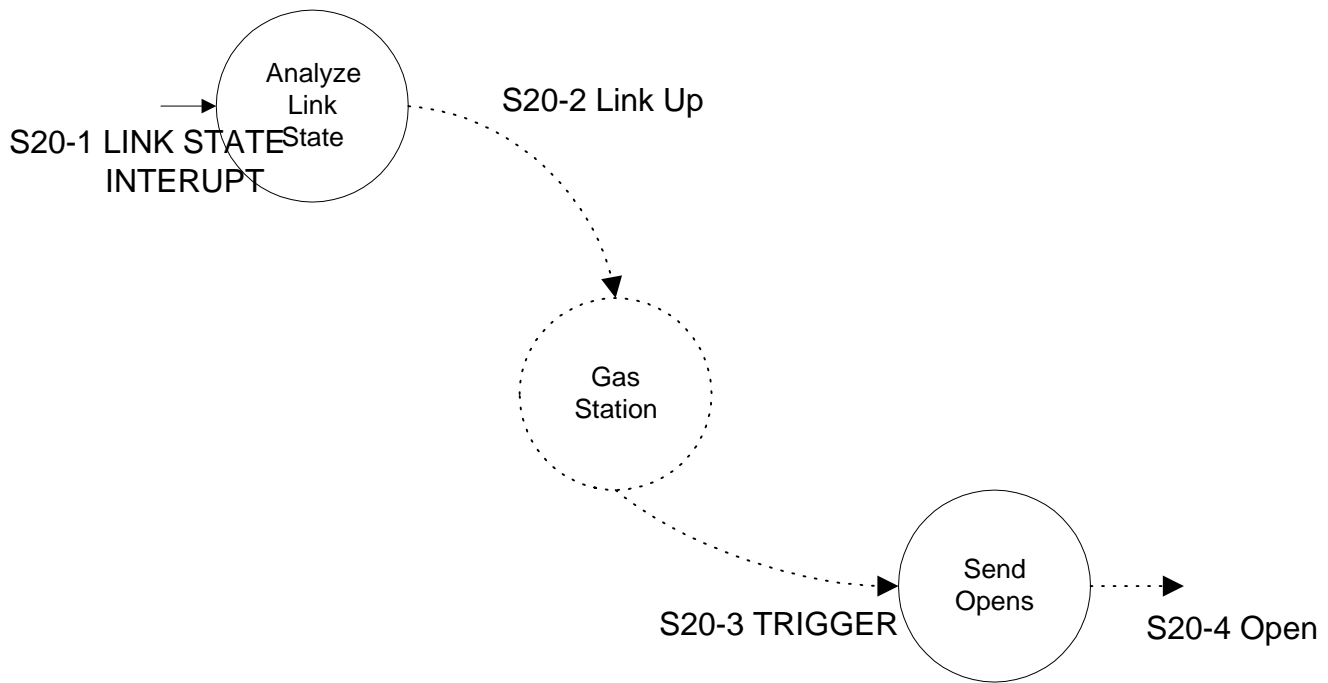 Analyze
Link
State
S20-1 LINK STATE
INTERUPT
S20-2 Link Up
Gas
Station
S20-3 TRIGGER
Send
Opens
S20-4 Open